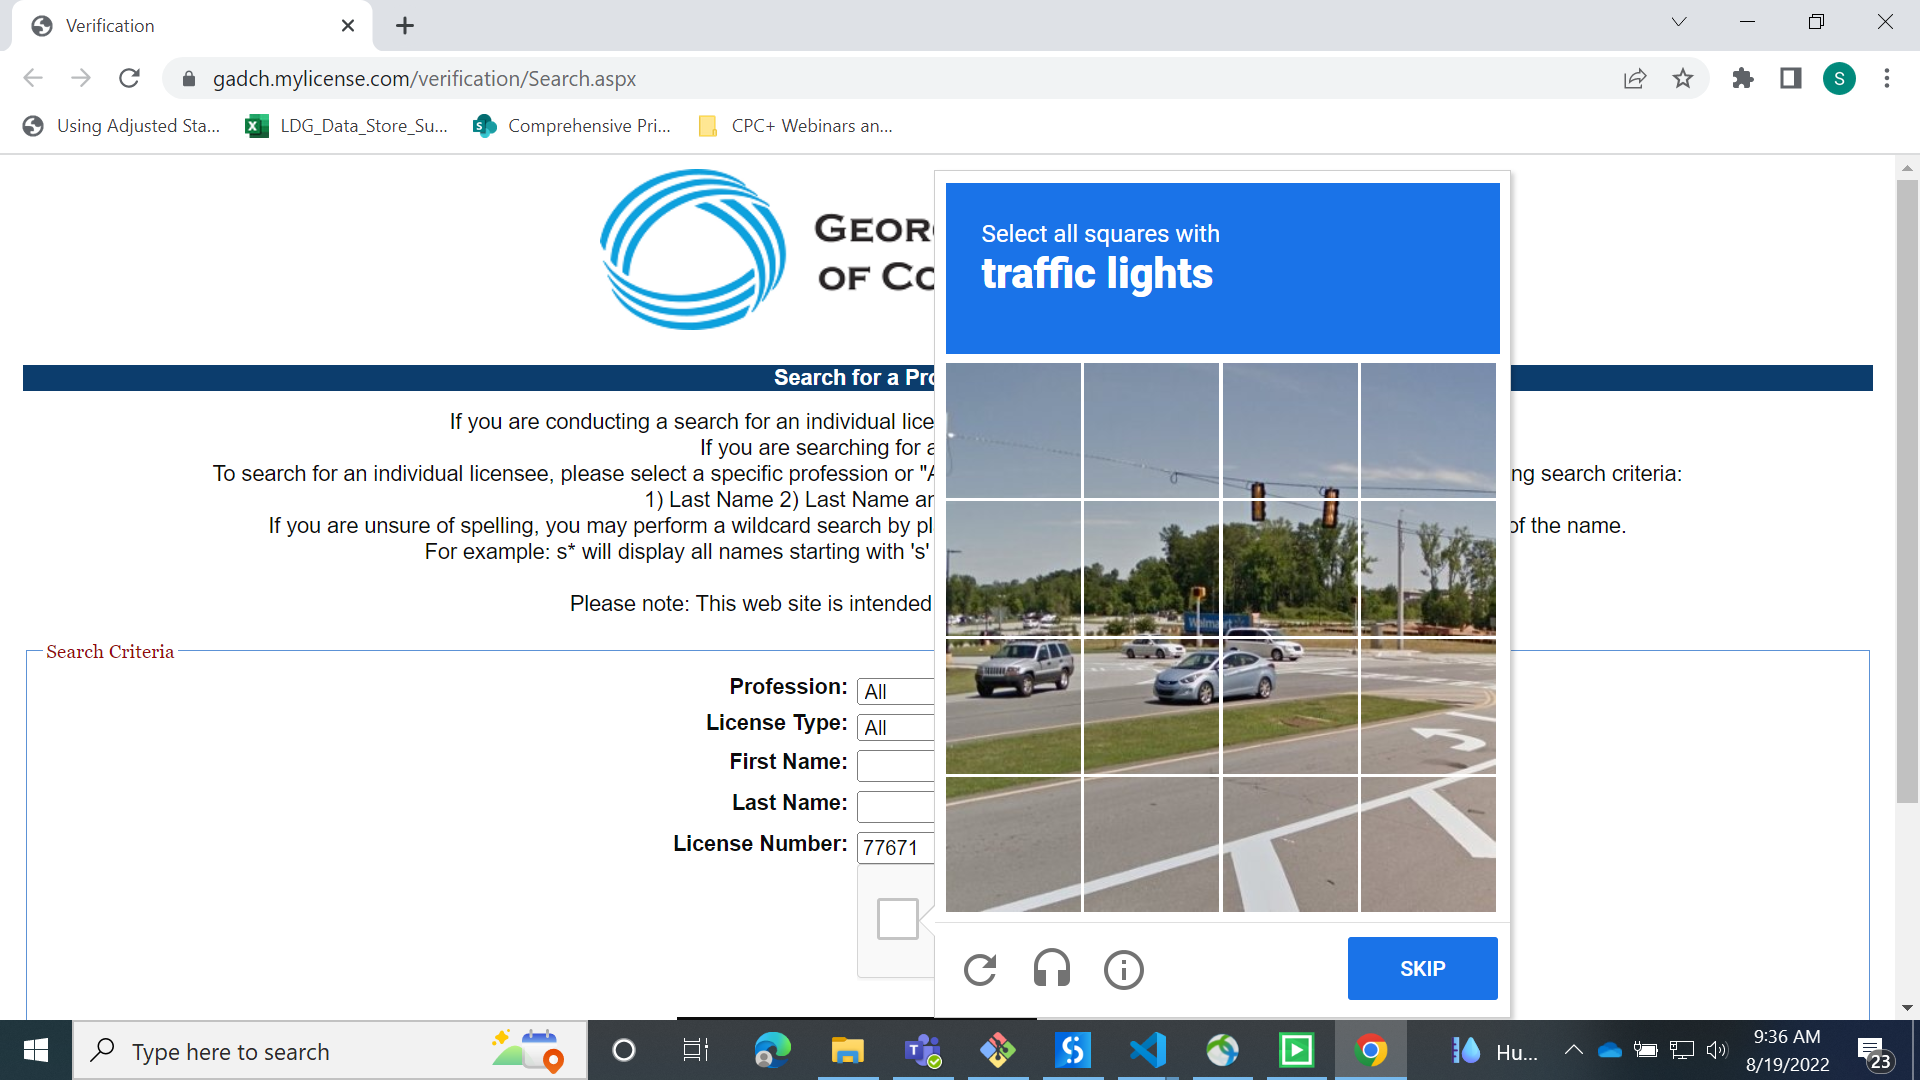 Verification
gadch.mylicense.com/verification/Search.aspx
S
Using Adjusted Sta...
LDG_Data_Store_Su...
Comprehensive Pri...
CPC+ Webinars an...
GEOR
OF CO
Select all squares with
traffic lights
Search for a Pro
If you are conducting a search for an individual lice
If you are searching for a
To search for an individual licensee, please select a specific profession or "A
ng search criteria:
1) Last Name 2) Last Name an
If you are unsure of spelling, you may perform a wildcard search by pl
of the name.
For example: s* will display all names starting with 's'
Please note: This web site is intended
Walmart
Search Criteria
Profession: All
License Type: All
First Name:
Last Name:
License Number: 77671
SKIP
Type here to search
Hu...
9:36 AM
8/19/2022
23